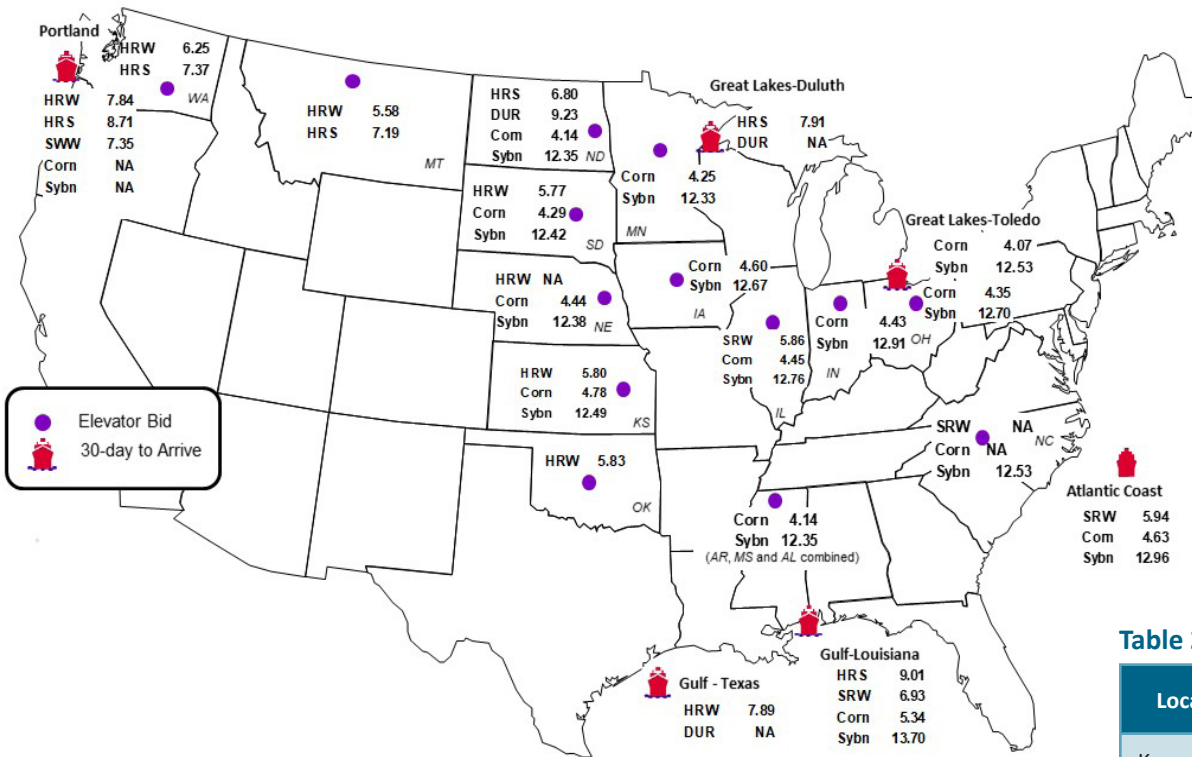 Portland
HRW 7.84
HRS 8.71
SWW 7.35
Corn NA
Sybn NA
HRW 6.25
HRS 7.37
WA
HRW 5.58
HRS 7.19
MT
HRS 6.80
DUR 9.23
Corn 4.14
Sybn 12.35 ND
HRW 5.77
Corn 4.29
Sybn 12.42
SD
HRW NA
Corn 4.44
Sybn 12.38 NE
HRW 5.80
Corn 4.78
Sybn 12.49
KS
HRW 5.83
OK
Great Lakes-Duluth
HRS 7.91
DUR NA
Corn 4.25
Sybn 12.33
MN
Corn 4.60
Sybn 12.67
IA
SRW 5.86
Corn 4.45
Sybn 12.76
IL
Great Lakes-Toledo
Corn 4.07
Sybn 12.53
Corn 4.35
Sybn 12.70
OH
Corn 4.43
Sybn 12.91
IN
SRW NA
NC
Corn NA
Sybn 12.53
Atlantic Coast
SRW 5.94
Corn 4.63
Sybn 12.96
Corn 4.14
Sybn 12.35
(AR, MS and AL combined)
Gulf-Louisiana
HRS 9.01
SRW 6.93
Corn 5.34
Sybn 13.70
Gulf - Texas
HRW 7.89
DUR NA
Elevator Bid
30-day to Arrive
Table